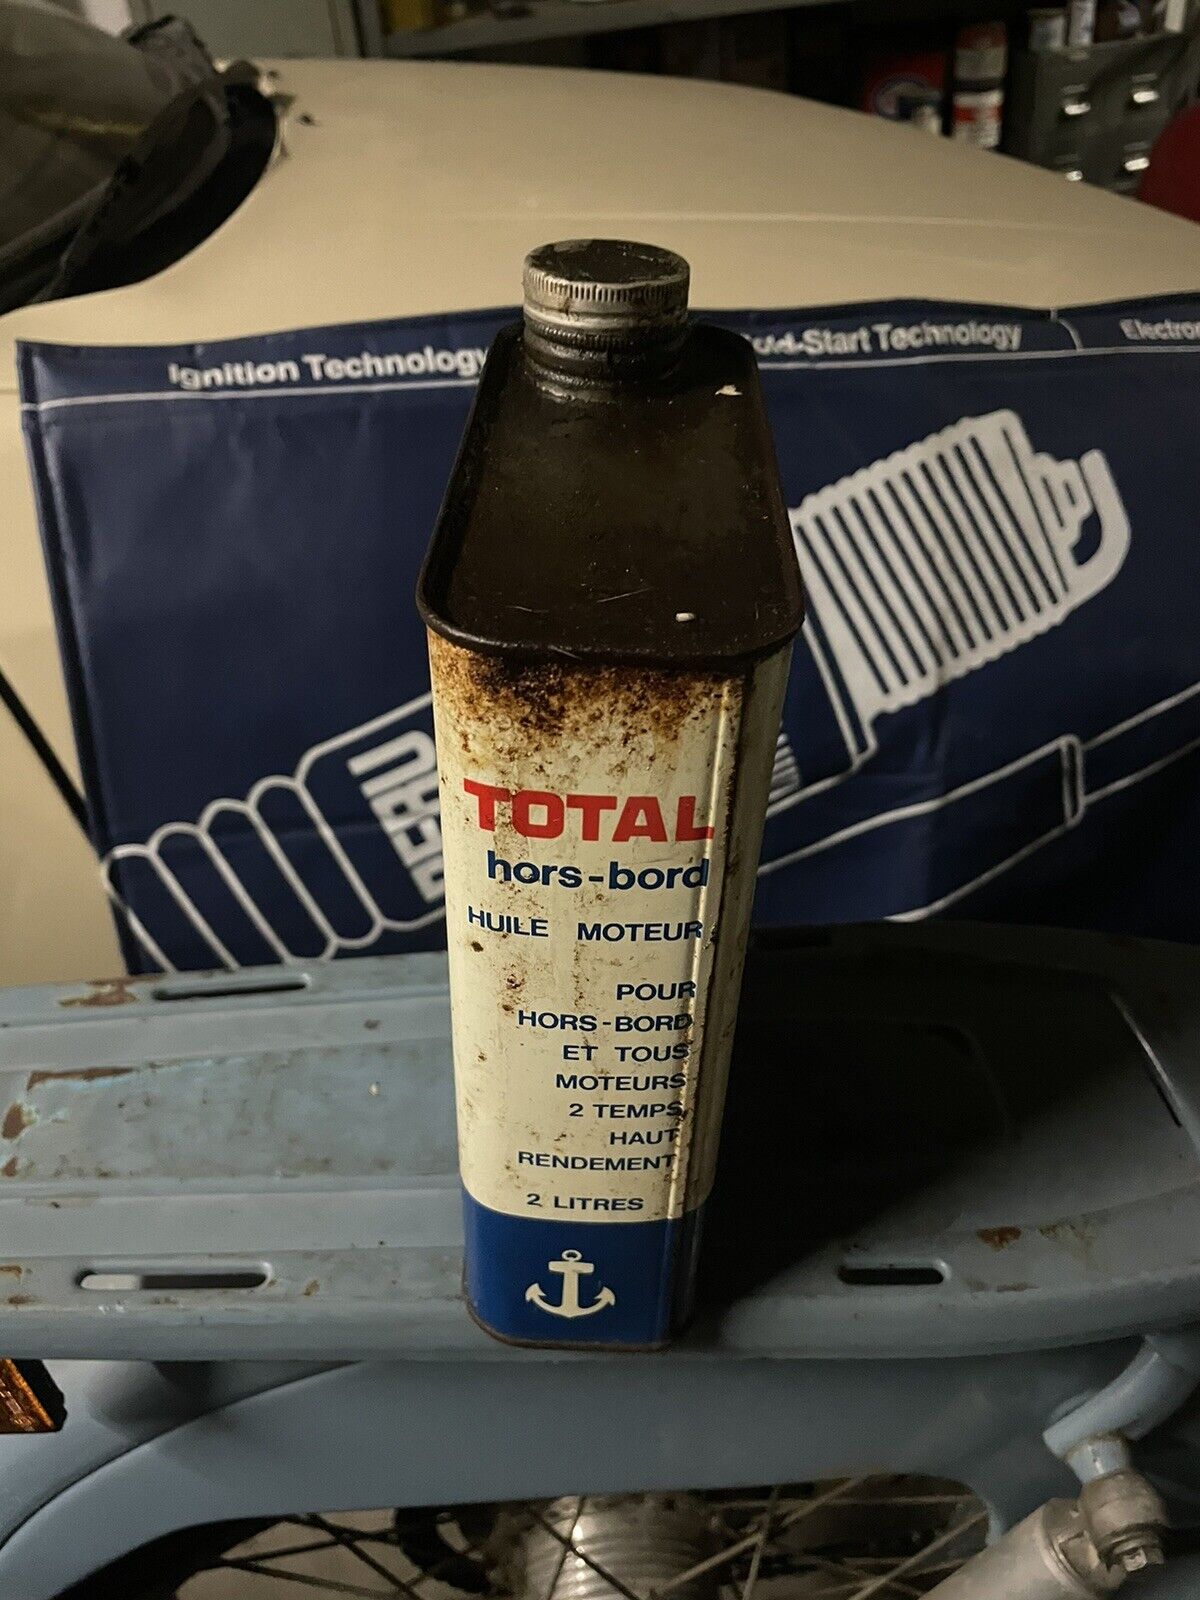 Ignition Technology
Cold-Start Technology
BERU
TOTAL
hors-bord
HUILE MOTEUR
POUR
HORS-BORD
ET TOUS
MOTEURS
2 TEMPS
HAUT
RENDEMENT
2 LITRES